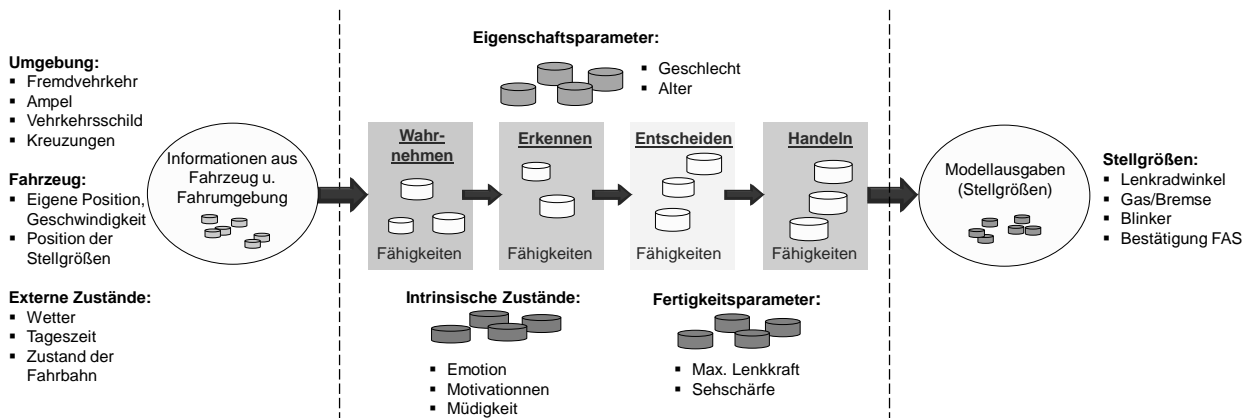 Umgebung:
▪ Fremdvehrkehr
▪ Ampel
▪ Vehrkehrsschild
▪ Kreuzungen
Fahrzeug:
▪ Eigene Position,
Geschwindigkeit
▪ Position der
Stellgrößen
Externe Zustände:
▪ Wetter
▪ Tageszeit
▪ Zustand der
Fahrbahn
Informationen aus
Fahrzeug u.
Fahrumgebung
Eigenschaftsparameter:
▪ Geschlecht
▪ Alter
Wahr-
nehmen
Fähigkeiten
Erkennen
Fähigkeiten
Entscheiden
Fähigkeiten
Handeln
Fähigkeiten
Intrinsische Zustände:
▪ Emotion
▪ Motivationnen
▪ Müdigkeit
Fertigkeitsparameter:
▪ Max. Lenkkraft
▪ Sehschärfe
Modellausgaben
(Stellgrößen)
Stellgrößen:
▪ Lenkradwinkel
▪ Gas/Bremse
▪ Blinker
▪ Bestätigung FAS